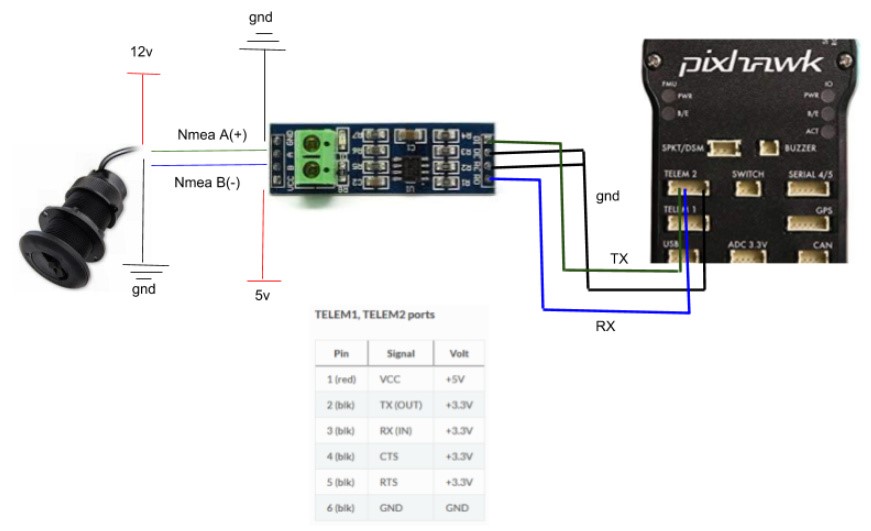 gnd
12v
Nmea A(+)
Nmea B(-)
gnd
5v
GND
A
B
VCC
R7
R6
R5
C1
R4
R3
R2
R1
DI
DE
RE
RO
gnd
TX
RX
pixhawk
FMU
IO
PWR
PWR
B/E
B/E
ACT
SPKT/DSM
BUZZER
TELEM 2
SWITCH
SERIAL 4/5
TELEM 1
GPS
USB
ADC 3.3V
CAN
TELEM1, TELEM2 ports
Pin Signal Volt
1 (red) VCC +5V
2 (blk) TX (OUT) +3.3V
3 (blk) RX (IN) +3.3V
4 (blk) CTS +3.3V
5 (blk) RTS +3.3V
6 (blk) GND GND